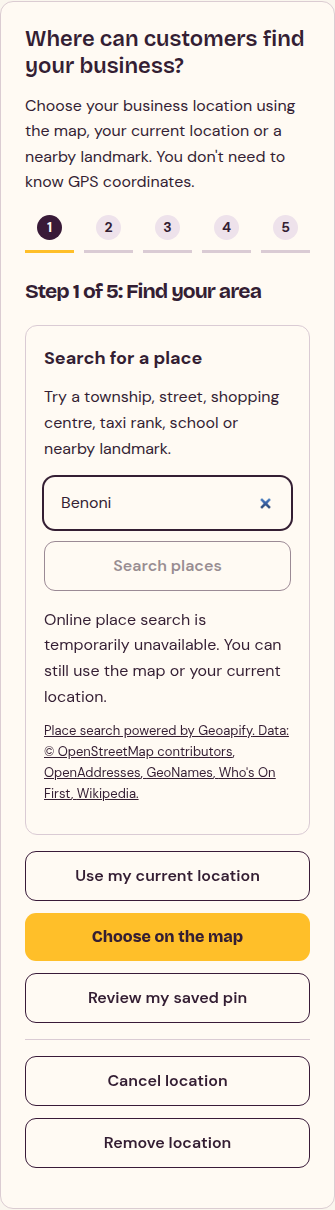 Where can customers find
your business?
Choose your business location using
the map, your current location or a
nearby landmark. You don't need to
know GPS coordinates.
1 2 3 4 5
Step 1 of 5: Find your area
Search for a place
Try a township, street, shopping
centre, taxi rank, school or
nearby landmark.
Benoni
Search places
Online place search is
temporarily unavailable. You can
still use the map or your current
location.
Place search powered by Geoapify. Data:
© OpenStreetMap contributors,
OpenAddresses, GeoNames, Who's On
First, Wikipedia.
Use my current location
Choose on the map
Review my saved pin
Cancel location
Remove location